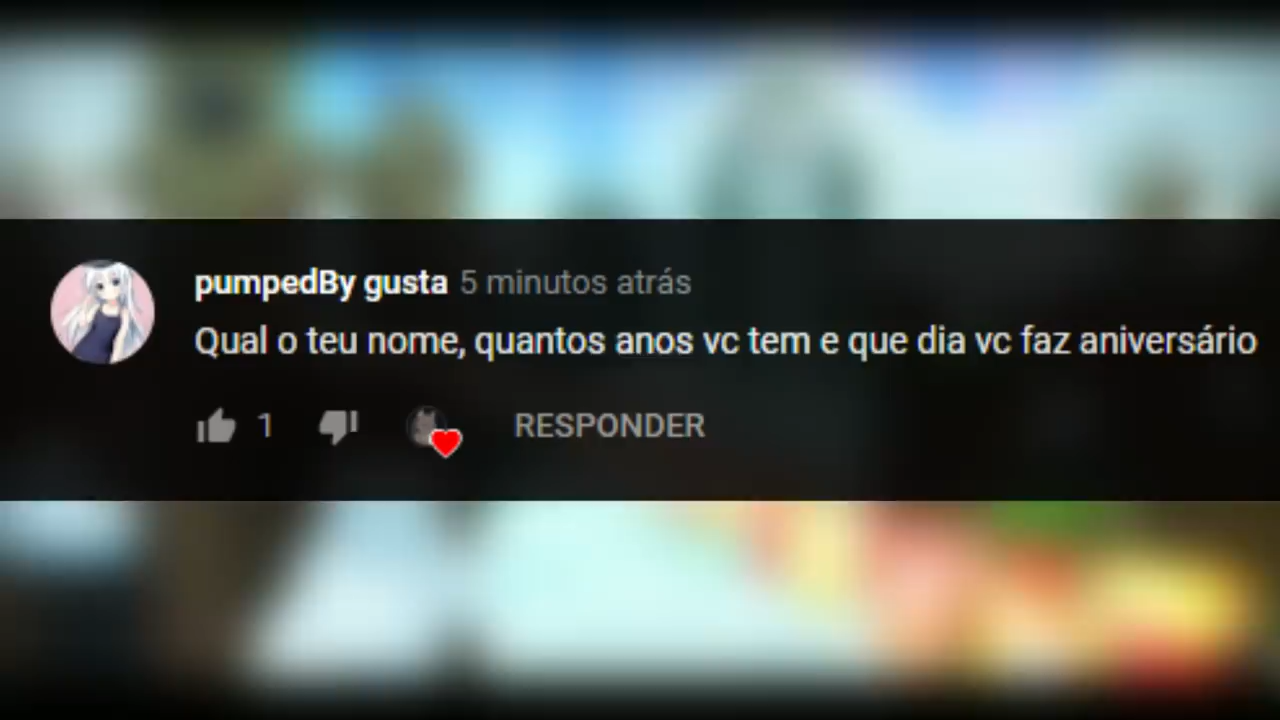 pumpedBy gusta 5 minutos atrás
Qual o teu nome, quantos anos vc tem e que dia vc faz aniversário
1 RESPONDER